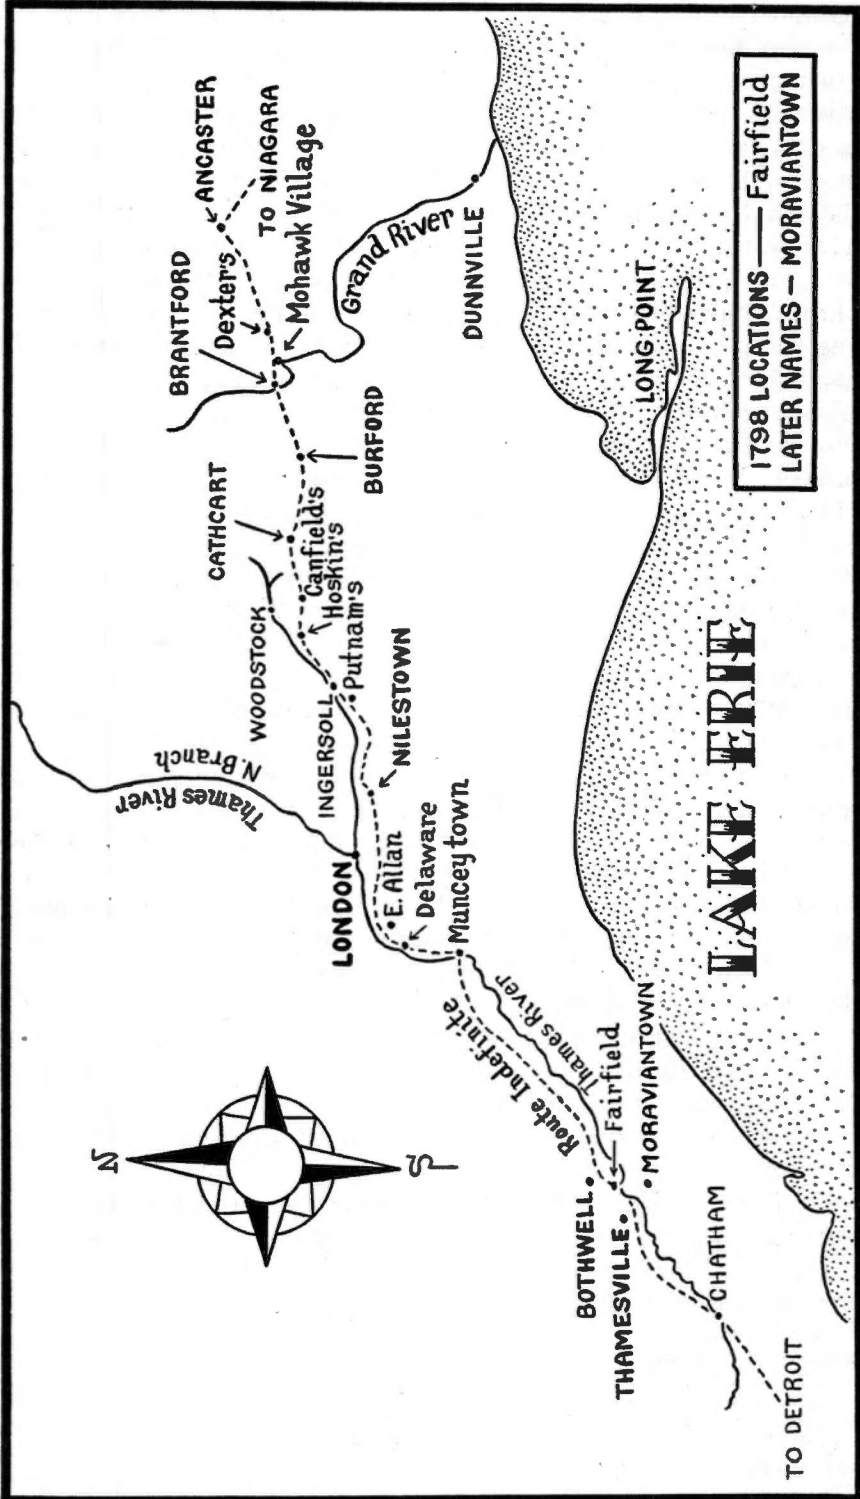 N
S
ANCASTER
TO NIAGARA
BRANTFORD
Dexter's
Mohawk Village
Grand River
DUNNVILLE
CATHCART
BURFORD
Canfield's
Hoskin's
WOODSTOCK
Putnam's
INGERSOLL
NILESTOWN
Thames River
N. Branch
LONDON
E. Allan
Delaware
Munceytown
LONG POINT
Route Indefinite
Thames River
Fairfield
MORAVIANTOWN
BOTHWELL
THAMESVILLE
CHATHAM
TO DETROIT
LAKE ERIE
1798 LOCATIONS — Fairfield
LATER NAMES — MORAVIANTOWN